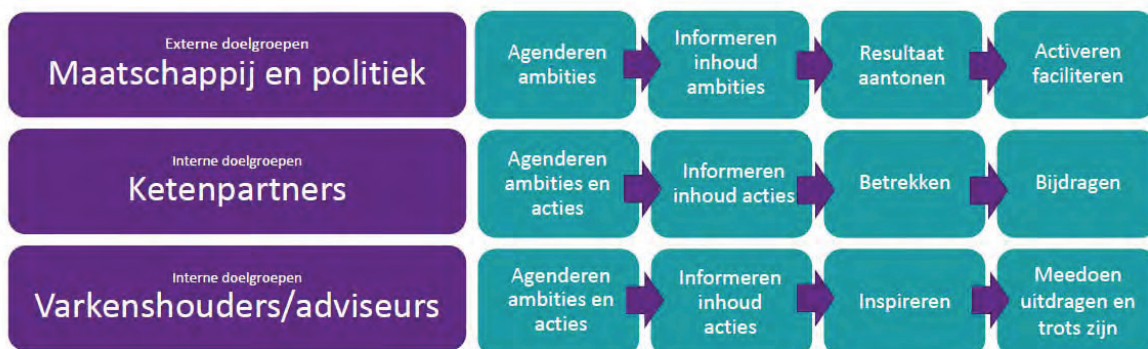 Externe doelgroepen
Maatschappij en politiek
Agenderen
ambities
Informeren
inhoud
ambities
Resultaat
aantonen
Activeren
faciliteren
Interne doelgroepen
Ketenpartners
Agenderen
ambities en
acties
Informeren
inhoud acties
Betrekken
Bijdragen
Interne doelgroepen
Varkenshouders/adviseurs
Agenderen
ambities en
acties
Informeren
inhoud
acties
Inspireren
Meedoen
uitdragen en
trots zijn